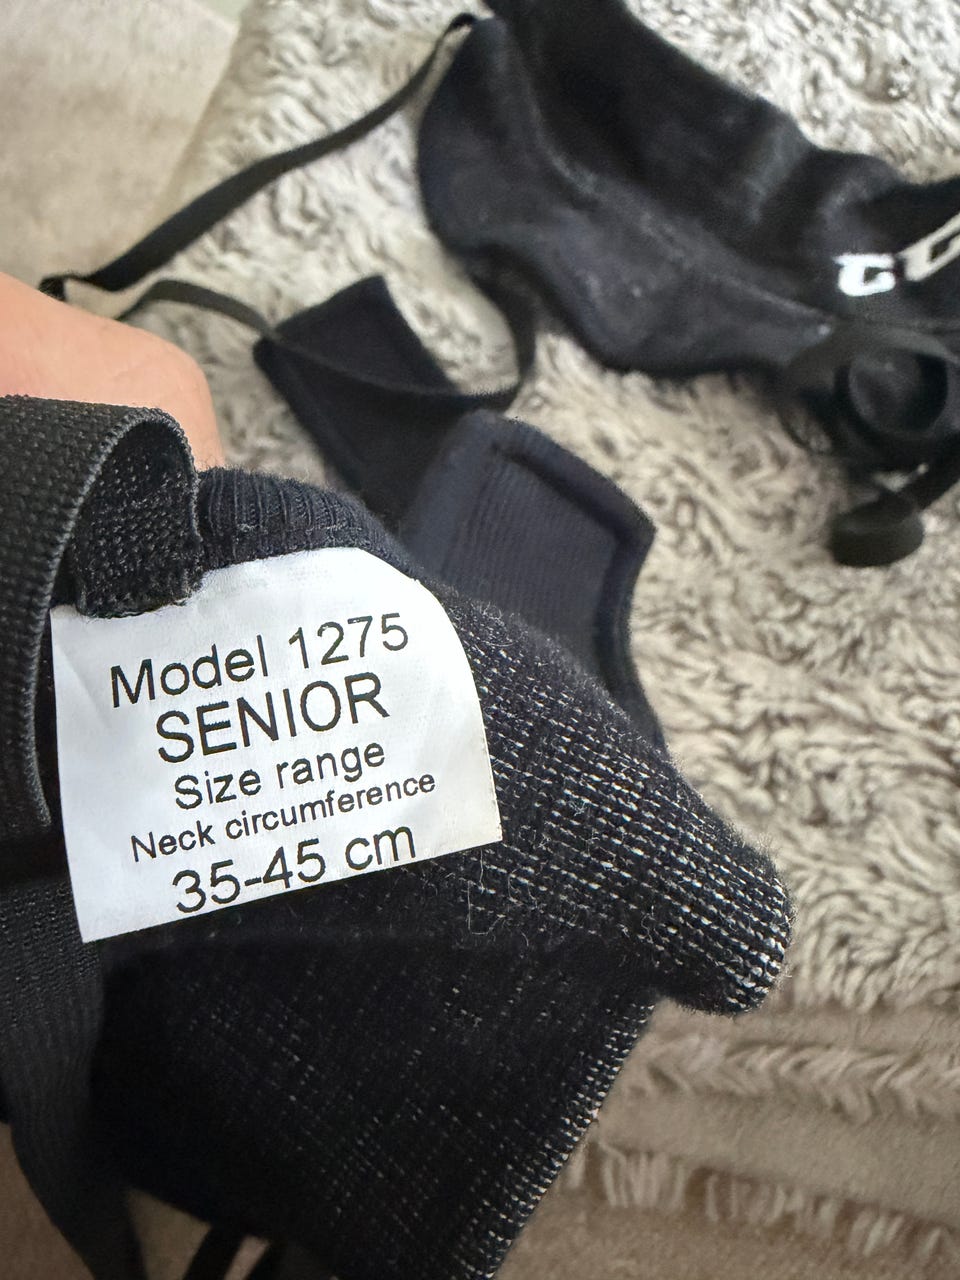 Model 1275
SENIOR
Size range
Neck circumference
35-45 cm